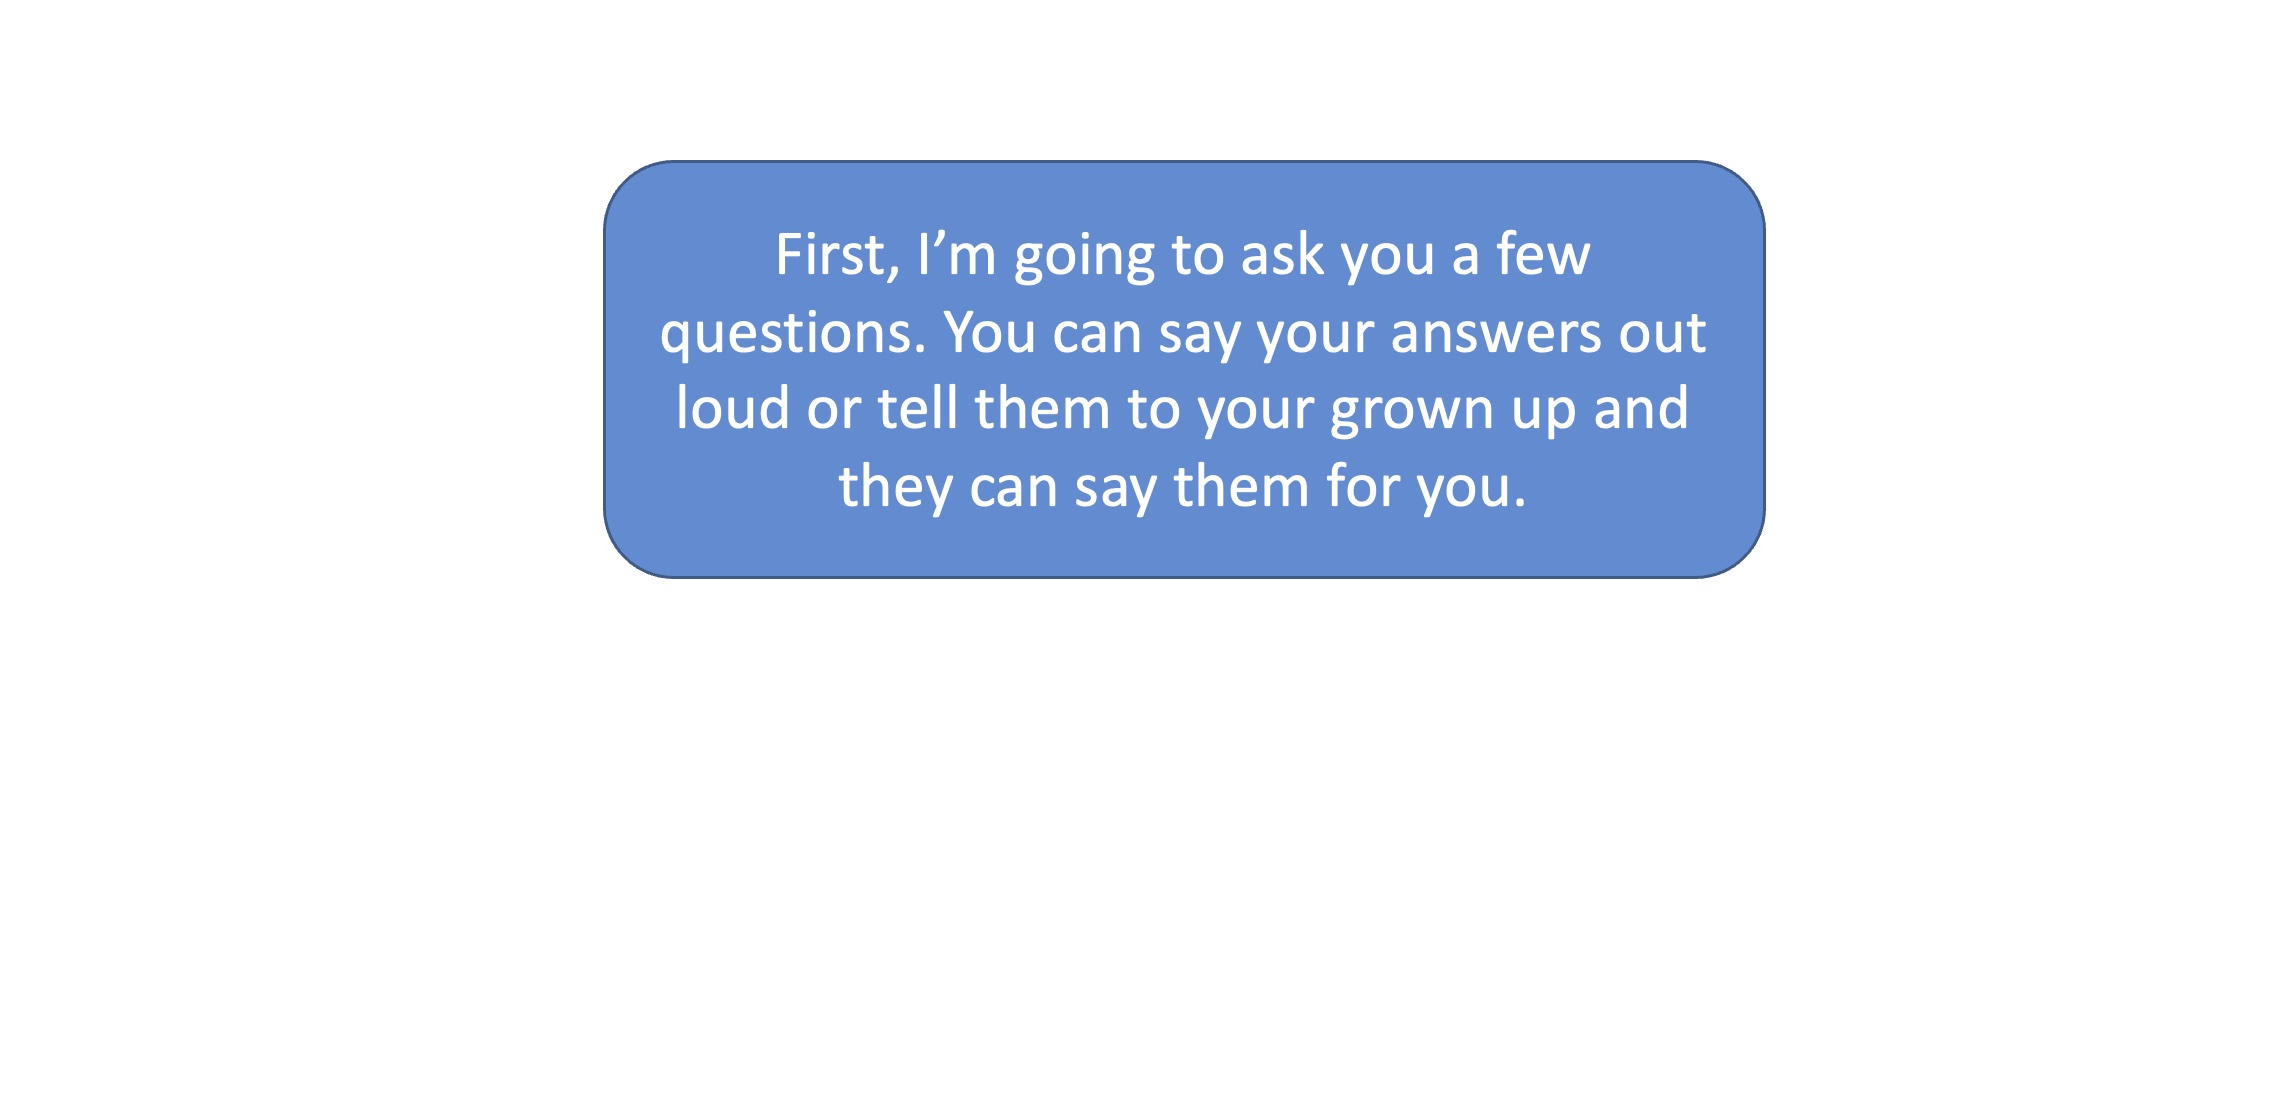 First, I’m going to ask you a few
questions. You can say your answers out
loud or tell them to your grown up and
they can say them for you.